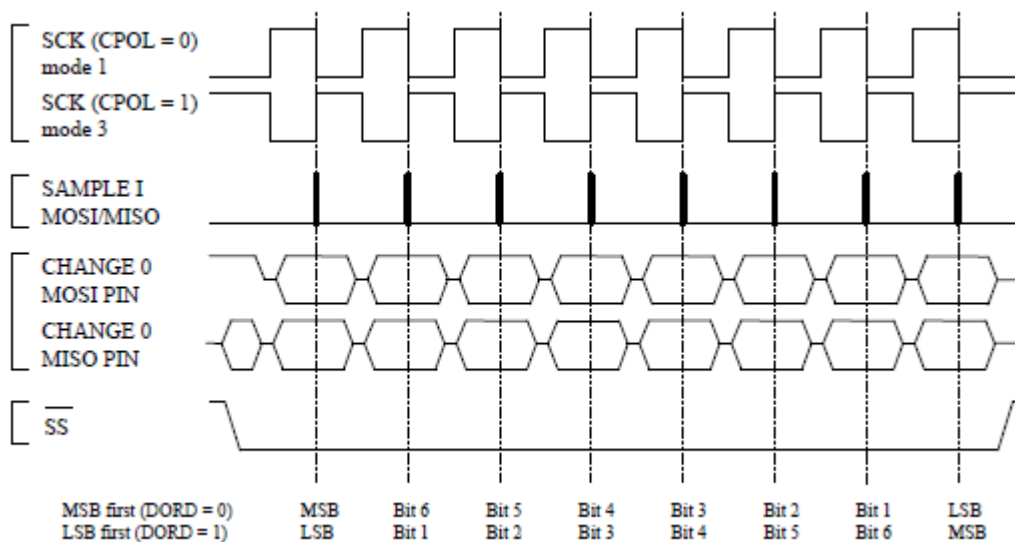 SCK (CPOL = 0)
mode 1
SCK (CPOL = 1)
mode 3
SAMPLE I
MOSI/MISO
CHANGE 0
MOSI PIN
CHANGE 0
MISO PIN
SS
MSB first (DORD = 0) MSB Bit 6 Bit 5 Bit 4 Bit 3 Bit 2 Bit 1 LSB
LSB first (DORD = 1) LSB Bit 1 Bit 2 Bit 3 Bit 4 Bit 5 Bit 6 MSB